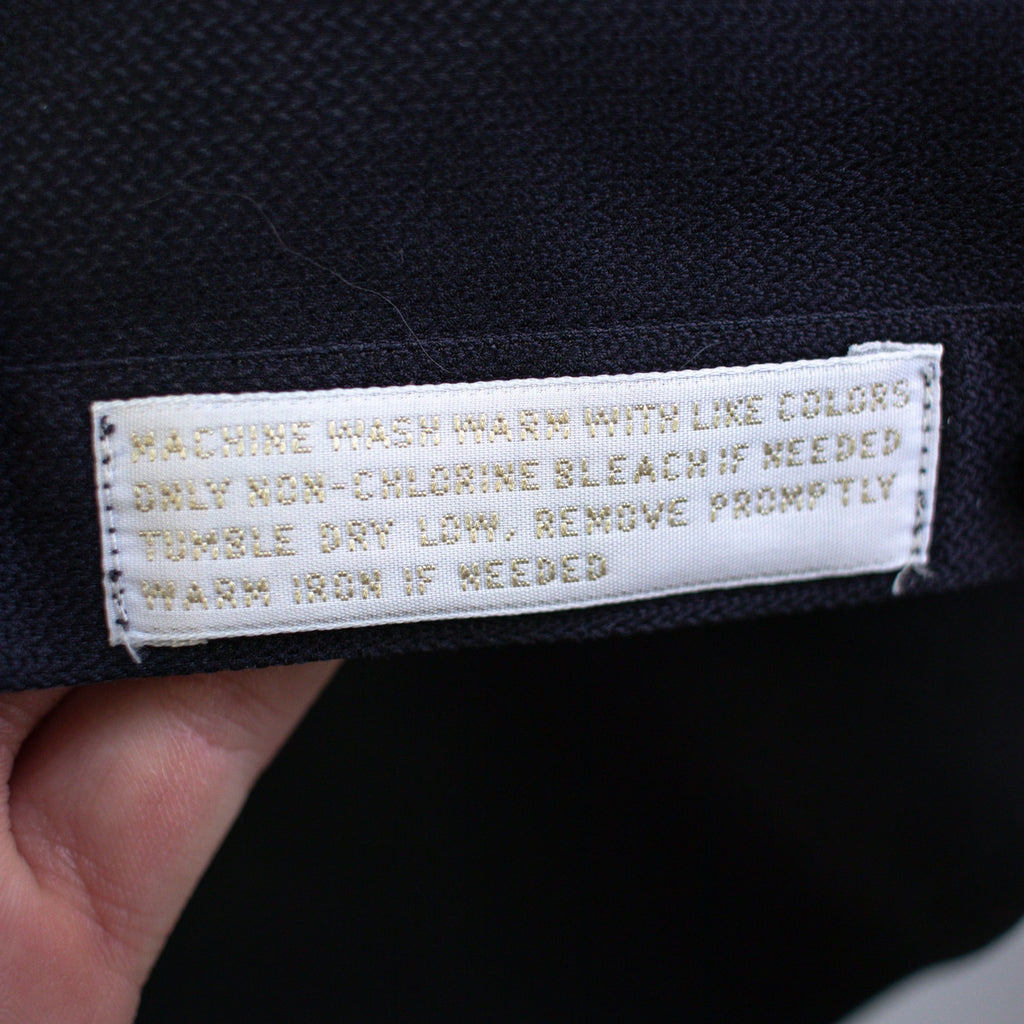 MACHINE WASH WARM WITH LIKE COLORS
ONLY NON-CHLORINE BLEACH IF NEEDED
TUMBLE DRY LOW, REMOVE PROMPTLY
WARM IRON IF NEEDED